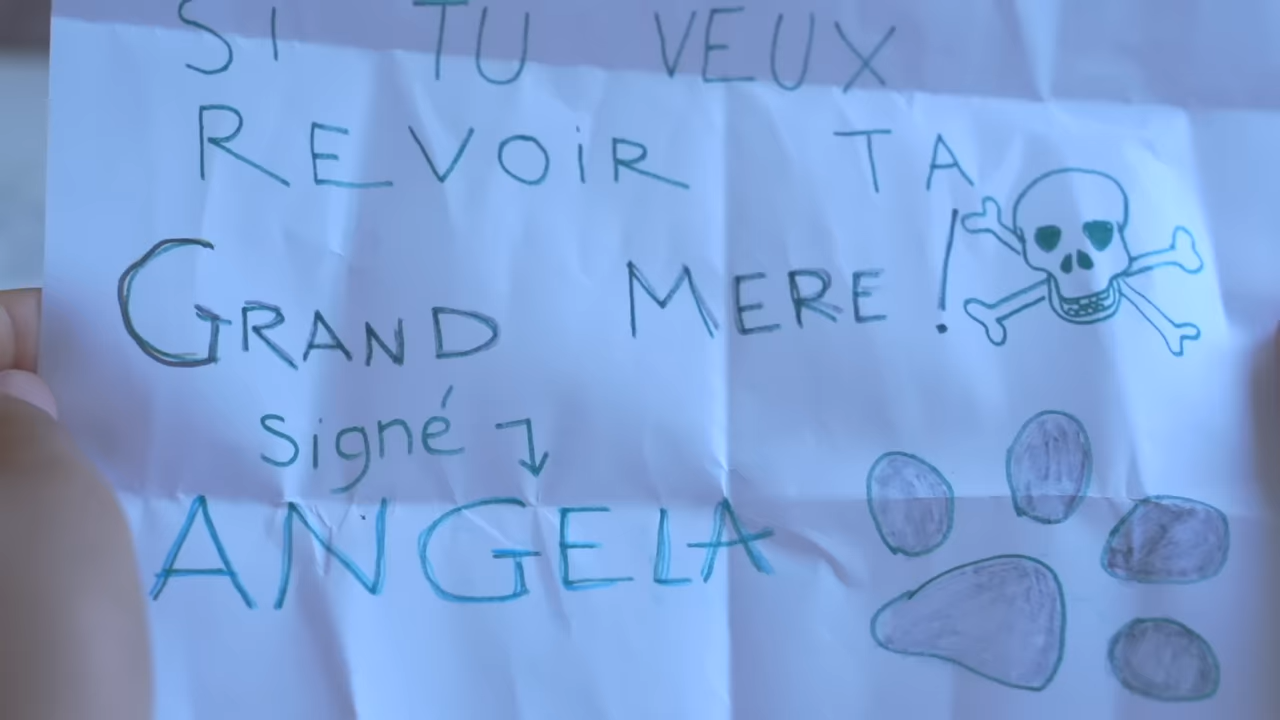 SI TU VEUX
REVOIR TA
GRAND MERE !
signé
ANGELA